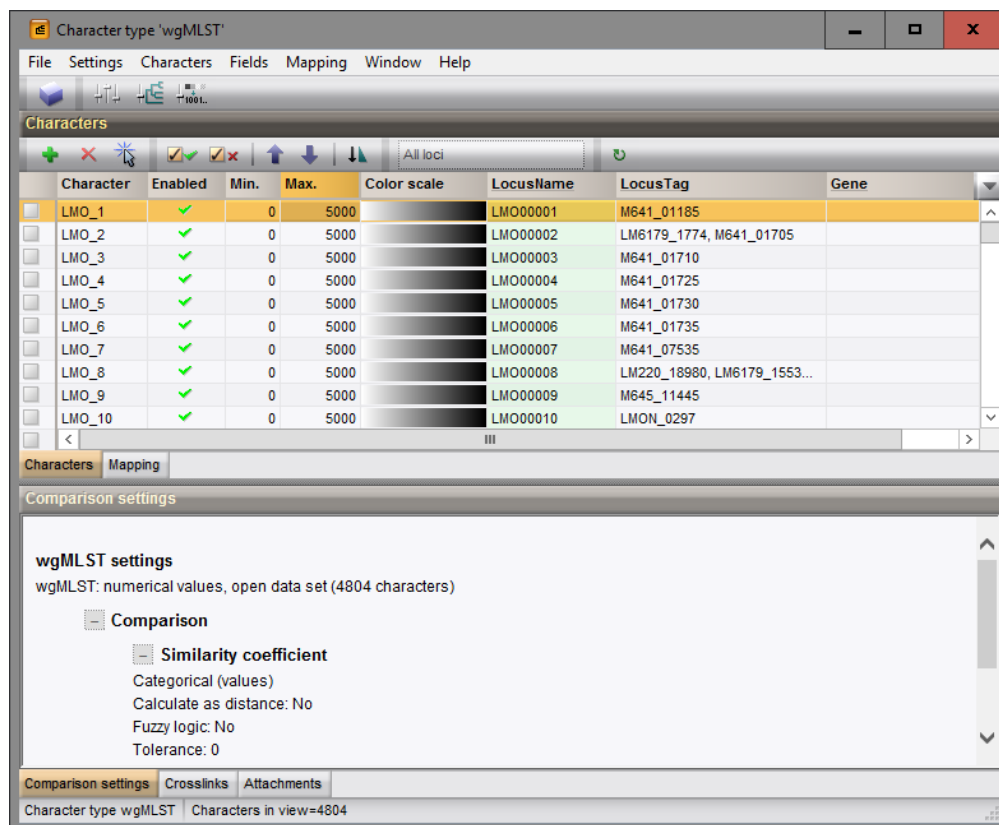 Character type 'wgMLST'
File Settings Characters Fields Mapping Window Help
Characters
All loci
Character Enabled Min. Max. Color scale LocusName LocusTag Gene
LMO_1 0 5000 LMO00001 M641_01185
LMO_2 0 5000 LMO00002 LM6179_1774, M641_01705
LMO_3 0 5000 LMO00003 M641_01710
LMO_4 0 5000 LMO00004 M641_01725
LMO_5 0 5000 LMO00005 M641_01730
LMO_6 0 5000 LMO00006 M641_01735
LMO_7 0 5000 LMO00007 M641_07535
LMO_8 0 5000 LMO00008 LM220_18980, LM6179_1553...
LMO_9 0 5000 LMO00009 M645_11445
LMO_10 0 5000 LMO00010 LMON_0297
Characters Mapping
Comparison settings
wgMLST settings
wgMLST: numerical values, open data set (4804 characters)
Comparison
Similarity coefficient
Categorical (values)
Calculate as distance: No
Fuzzy logic: No
Tolerance: 0
Comparison settings Crosslinks Attachments
Character type wgMLST Characters in view=4804